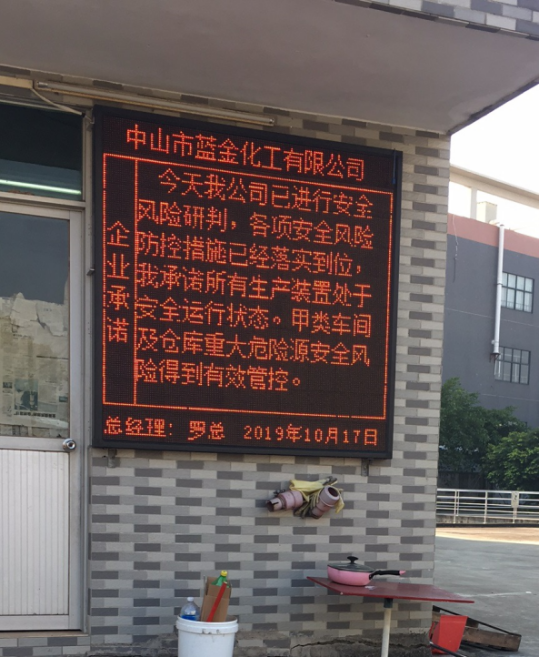 中山市蓝金化工有限公司
企业承诺
今天我公司已进行安全
风险研判，各项安全风险
防控措施已经落实到位，
我承诺所有生产装置处于
安全运行状态。甲类车间
及仓库重大危险源安全风
险得到有效管控。
总经理：罗总 2019年10月17日